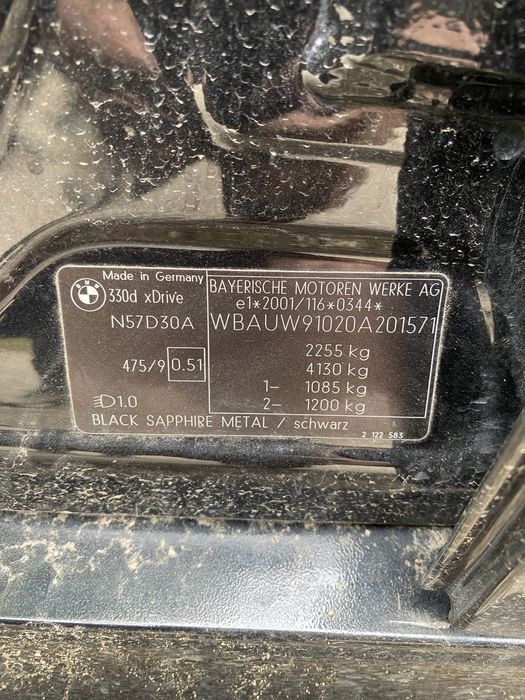 Made in Germany
BMW
330d xDrive
N57D30A
475/9 0.51
1.0
BAYERISCHE MOTOREN WERKE AG
e1*2001/116*0344*
WBAUW91020A201571
2255 kg
4130 kg
1– 1085 kg
2– 1200 kg
BLACK SAPPHIRE METAL / schwarz
2 122 583